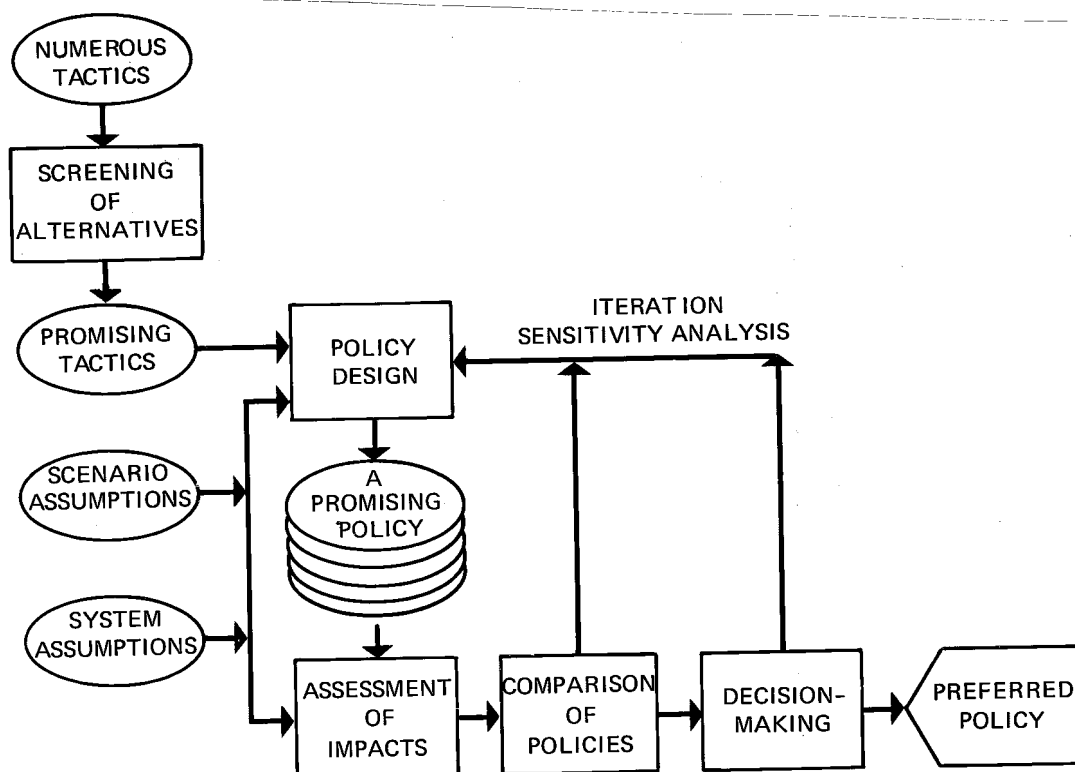 NUMEROUS
TACTICS
SCREENING
OF
ALTERNATIVES
PROMISING
TACTICS
POLICY
DESIGN
ITERATION
SENSITIVITY ANALYSIS
SCENARIO
ASSUMPTIONS
A
PROMISING
POLICY
SYSTEM
ASSUMPTIONS
ASSESSMENT
OF
IMPACTS
COMPARISON
OF
POLICIES
DECISION-
MAKING
PREFERRED
POLICY